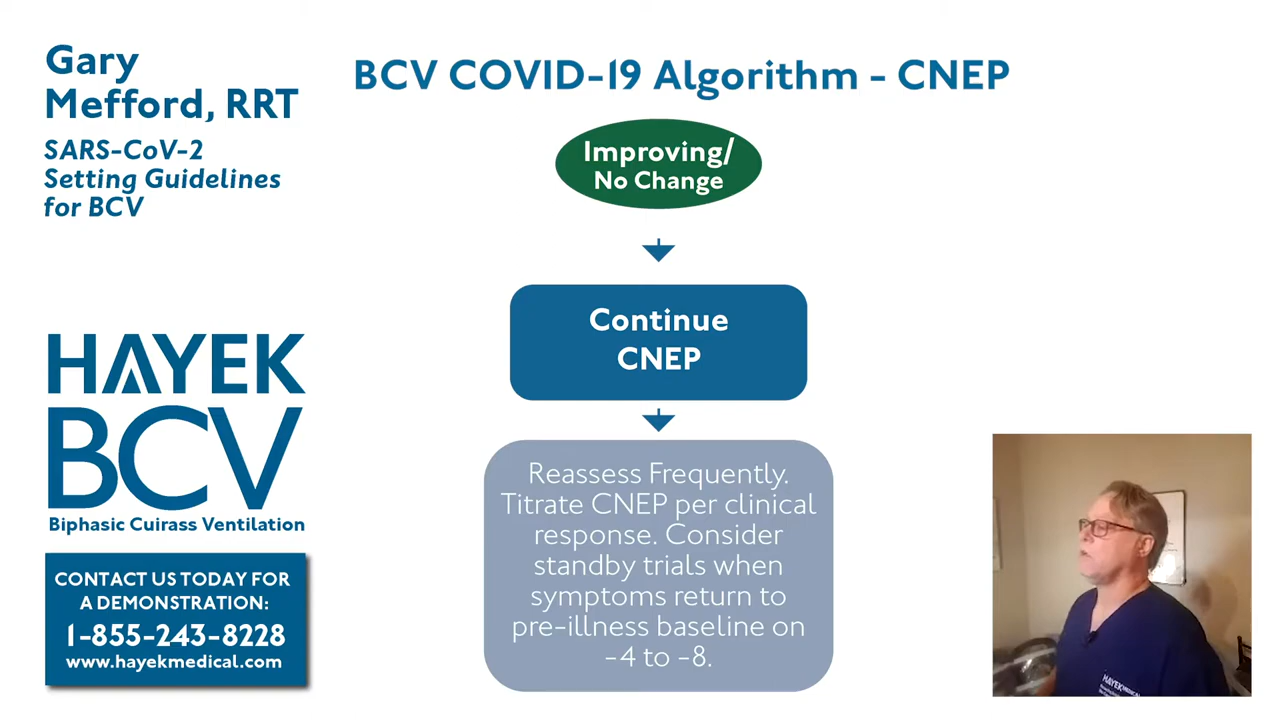 Gary
Mefford, RRT
SARS-CoV-2
Setting Guidelines
for BCV
BCV COVID-19 Algorithm - CNEP
Improving/
No Change
Continue
CNEP
Reassess Frequently.
Titrate CNEP per clinical
response. Consider
standby trials when
symptoms return to
pre-illness baseline on
-4 to -8.
HAYEK
BCV
Biphasic Cuirass Ventilation
CONTACT US TODAY FOR
A DEMONSTRATION:
1-855-243-8228
www.hayekmedical.com
HAYEK MEDICAL